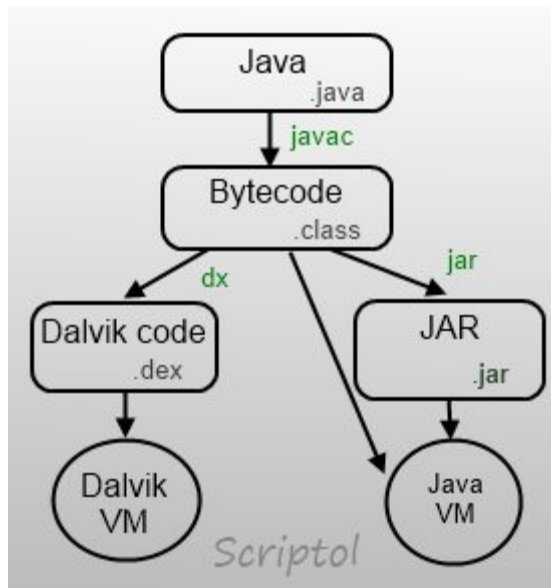 Java
.java
javac
Bytecode
.class
dx
jar
Dalvik code
.dex
JAR
.jar
Dalvik
VM
Java
VM
Scriptol